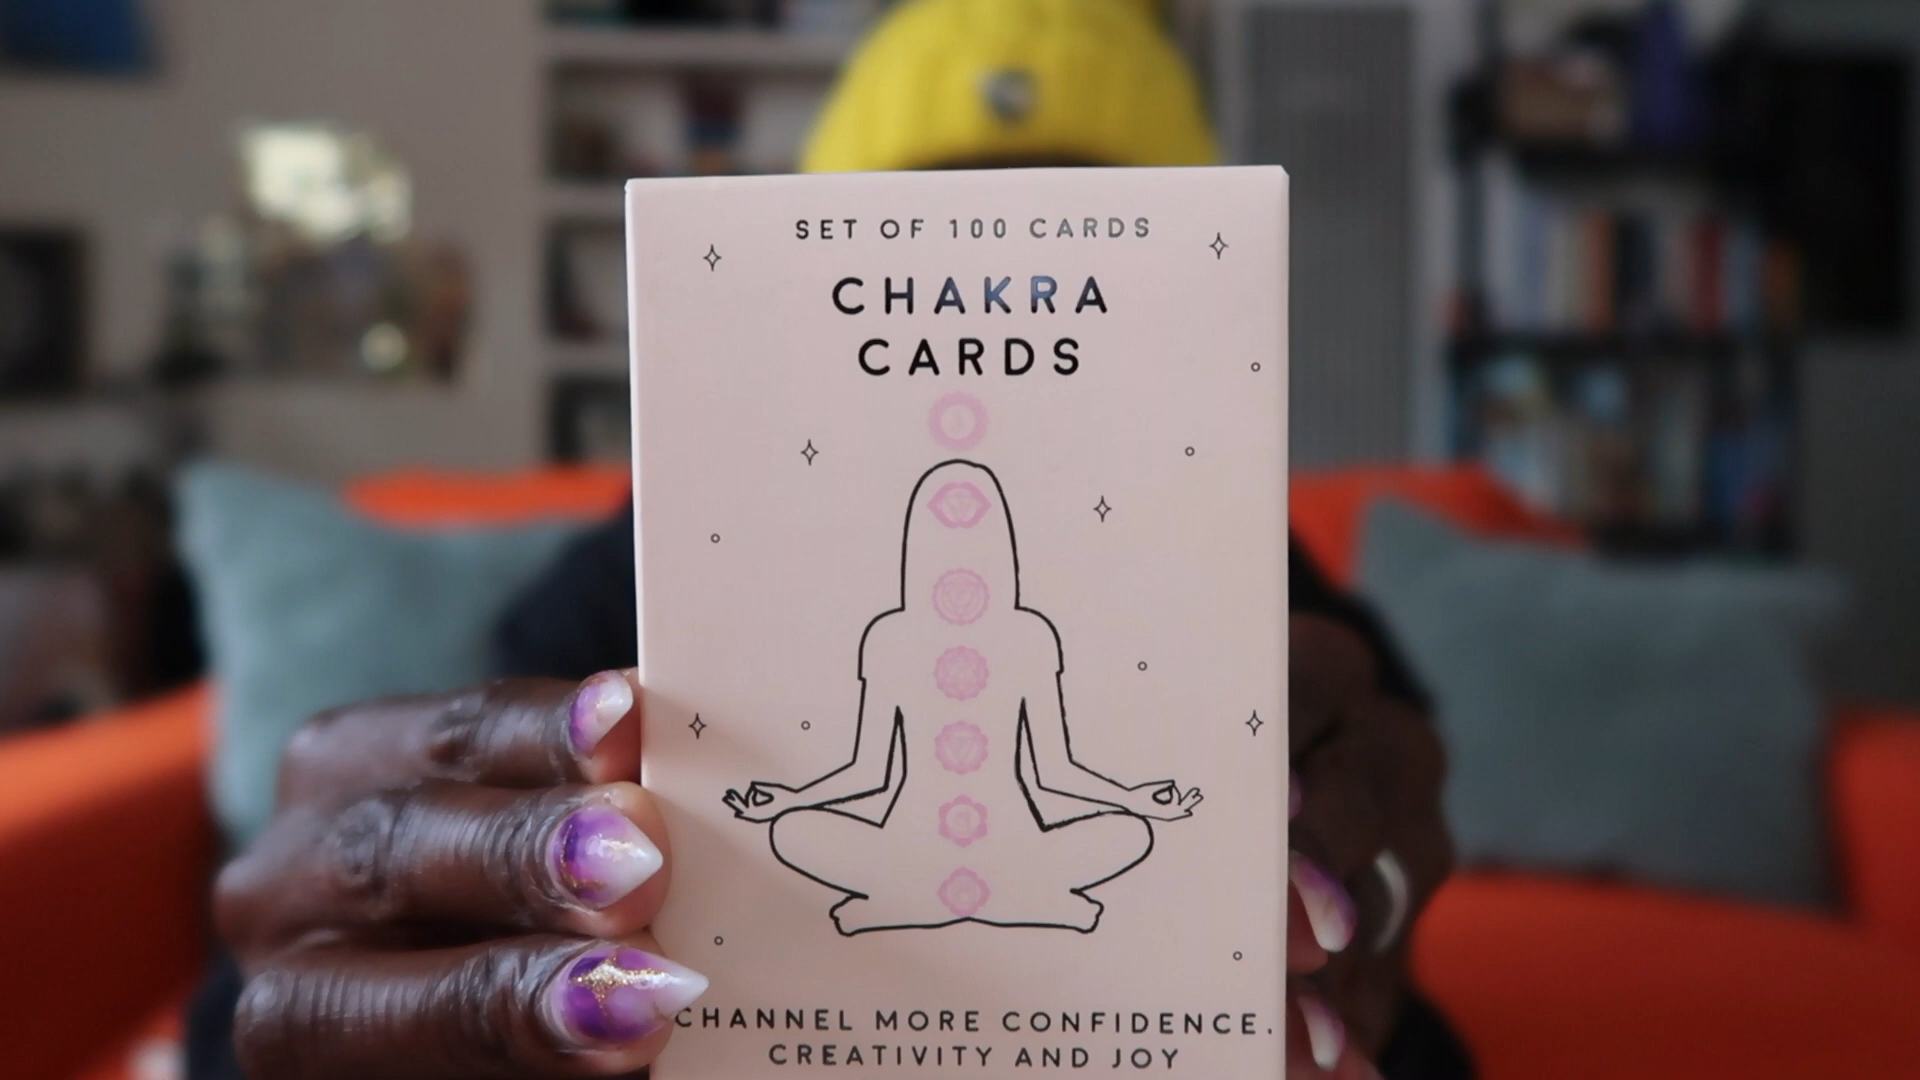 SET OF 100 CARDS
CHAKRA
CARDS
CHANNEL MORE CONFIDENCE.
CREATIVITY AND JOY